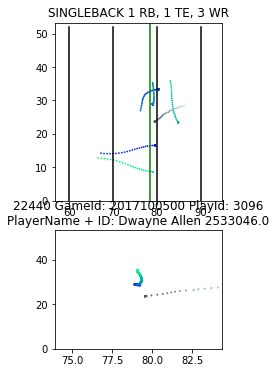 SINGLEBACK 1 RB, 1 TE, 3 WR
50
40
30
20
10
0
60 70 80 90
22440 GameId: 2017100500 PlayId: 3096
PlayerName + ID: Dwayne Allen 2533046.0
40
20
0
75.0 77.5 80.0 82.5